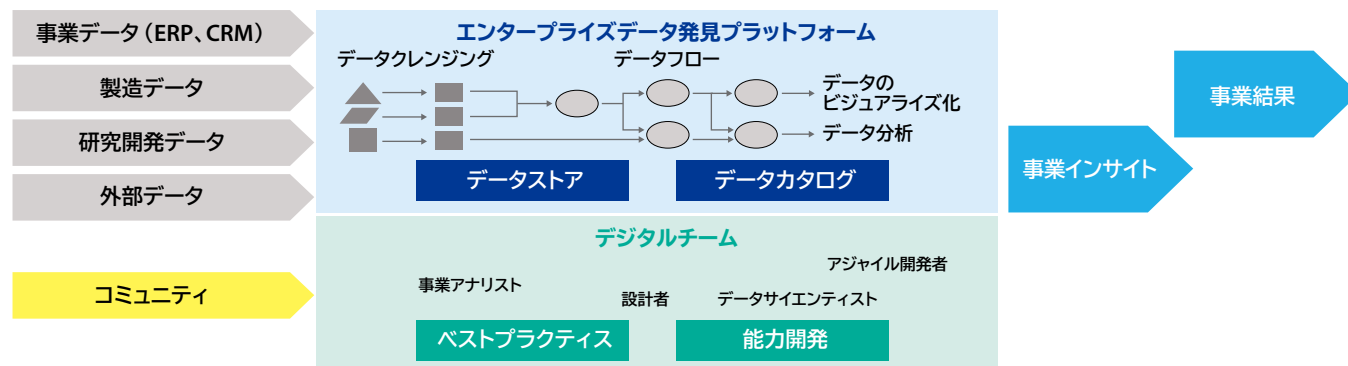 事業データ（ERP、CRM）
製造データ
研究開発データ
外部データ
コミュニティ
エンタープライズデータ発見プラットフォーム
データクレンジング
データフロー
データの
ビジュアライズ化
データ分析
データストア
データカタログ
デジタルチーム
アジャイル開発者
事業アナリスト
設計者
データサイエンティスト
ベストプラクティス
能力開発
事業インサイト
事業結果